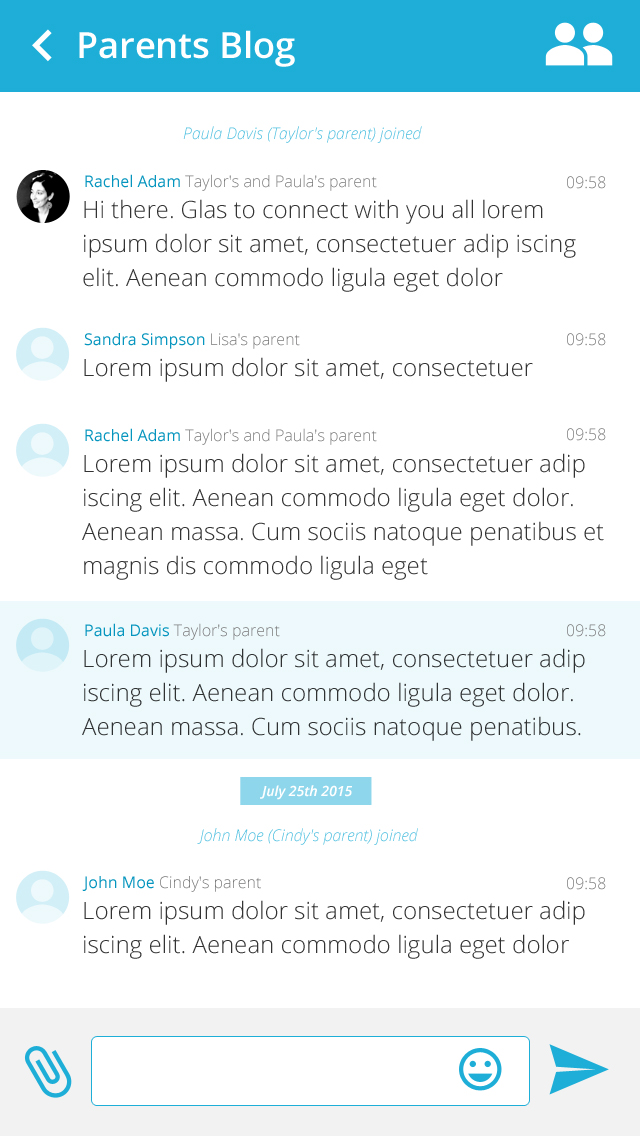 Parents Blog
Paula Davis (Taylor's parent) joined
Rachel Adam Taylor's and Paula's parent 09:58
Hi there. Glas to connect with you all lorem
ipsum dolor sit amet, consectetuer adip iscing
elit. Aenean commodo ligula eget dolor
Sandra Simpson Lisa's parent 09:58
Lorem ipsum dolor sit amet, consectetuer
Rachel Adam Taylor's and Paula's parent 09:58
Lorem ipsum dolor sit amet, consectetuer adip
iscing elit. Aenean commodo ligula eget dolor.
Aenean massa. Cum sociis natoque penatibus et
magnis dis commodo ligula eget
Paula Davis Taylor's parent 09:58
Lorem ipsum dolor sit amet, consectetuer adip
iscing elit. Aenean commodo ligula eget dolor.
Aenean massa. Cum sociis natoque penatibus.
July 25th 2015
John Moe (Cindy's parent) joined
John Moe Cindy's parent 09:58
Lorem ipsum dolor sit amet, consectetuer adip
iscing elit. Aenean commodo ligula eget dolor